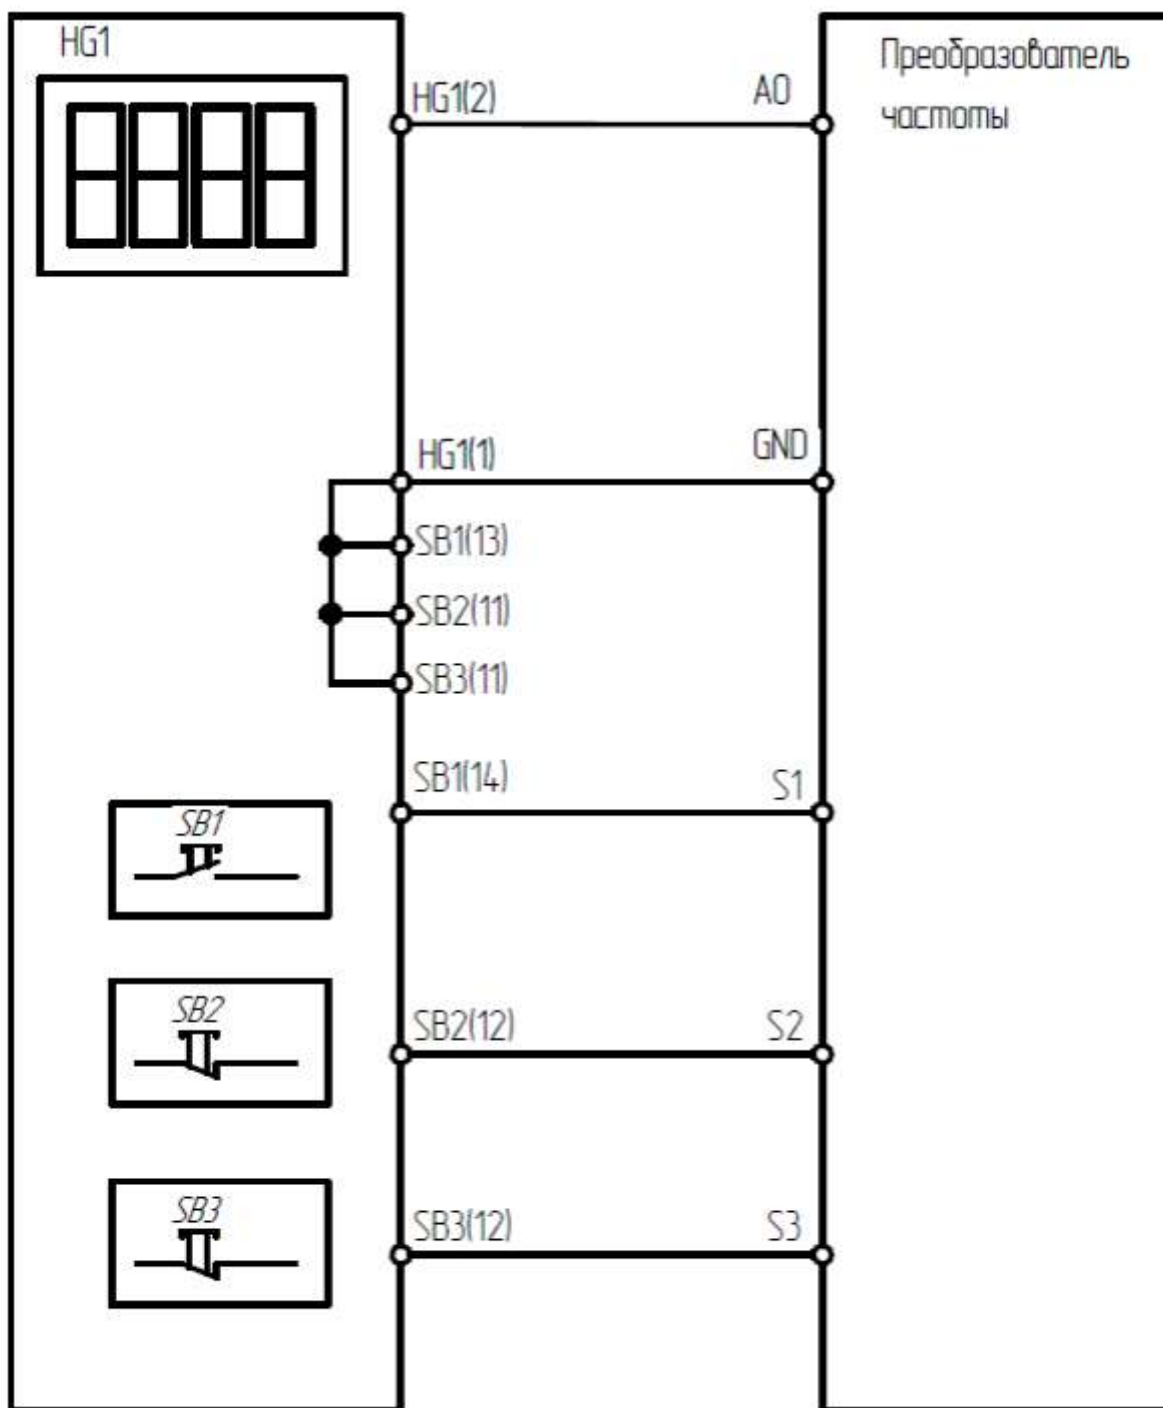 HG1
Преобразователь
частоты
HG1(2)
AO
HG1(1)
GND
SB1(13)
SB2(11)
SB3(11)
SB1(14)
S1
SB1
SB2(12)
S2
SB2
SB3(12)
S3
SB3